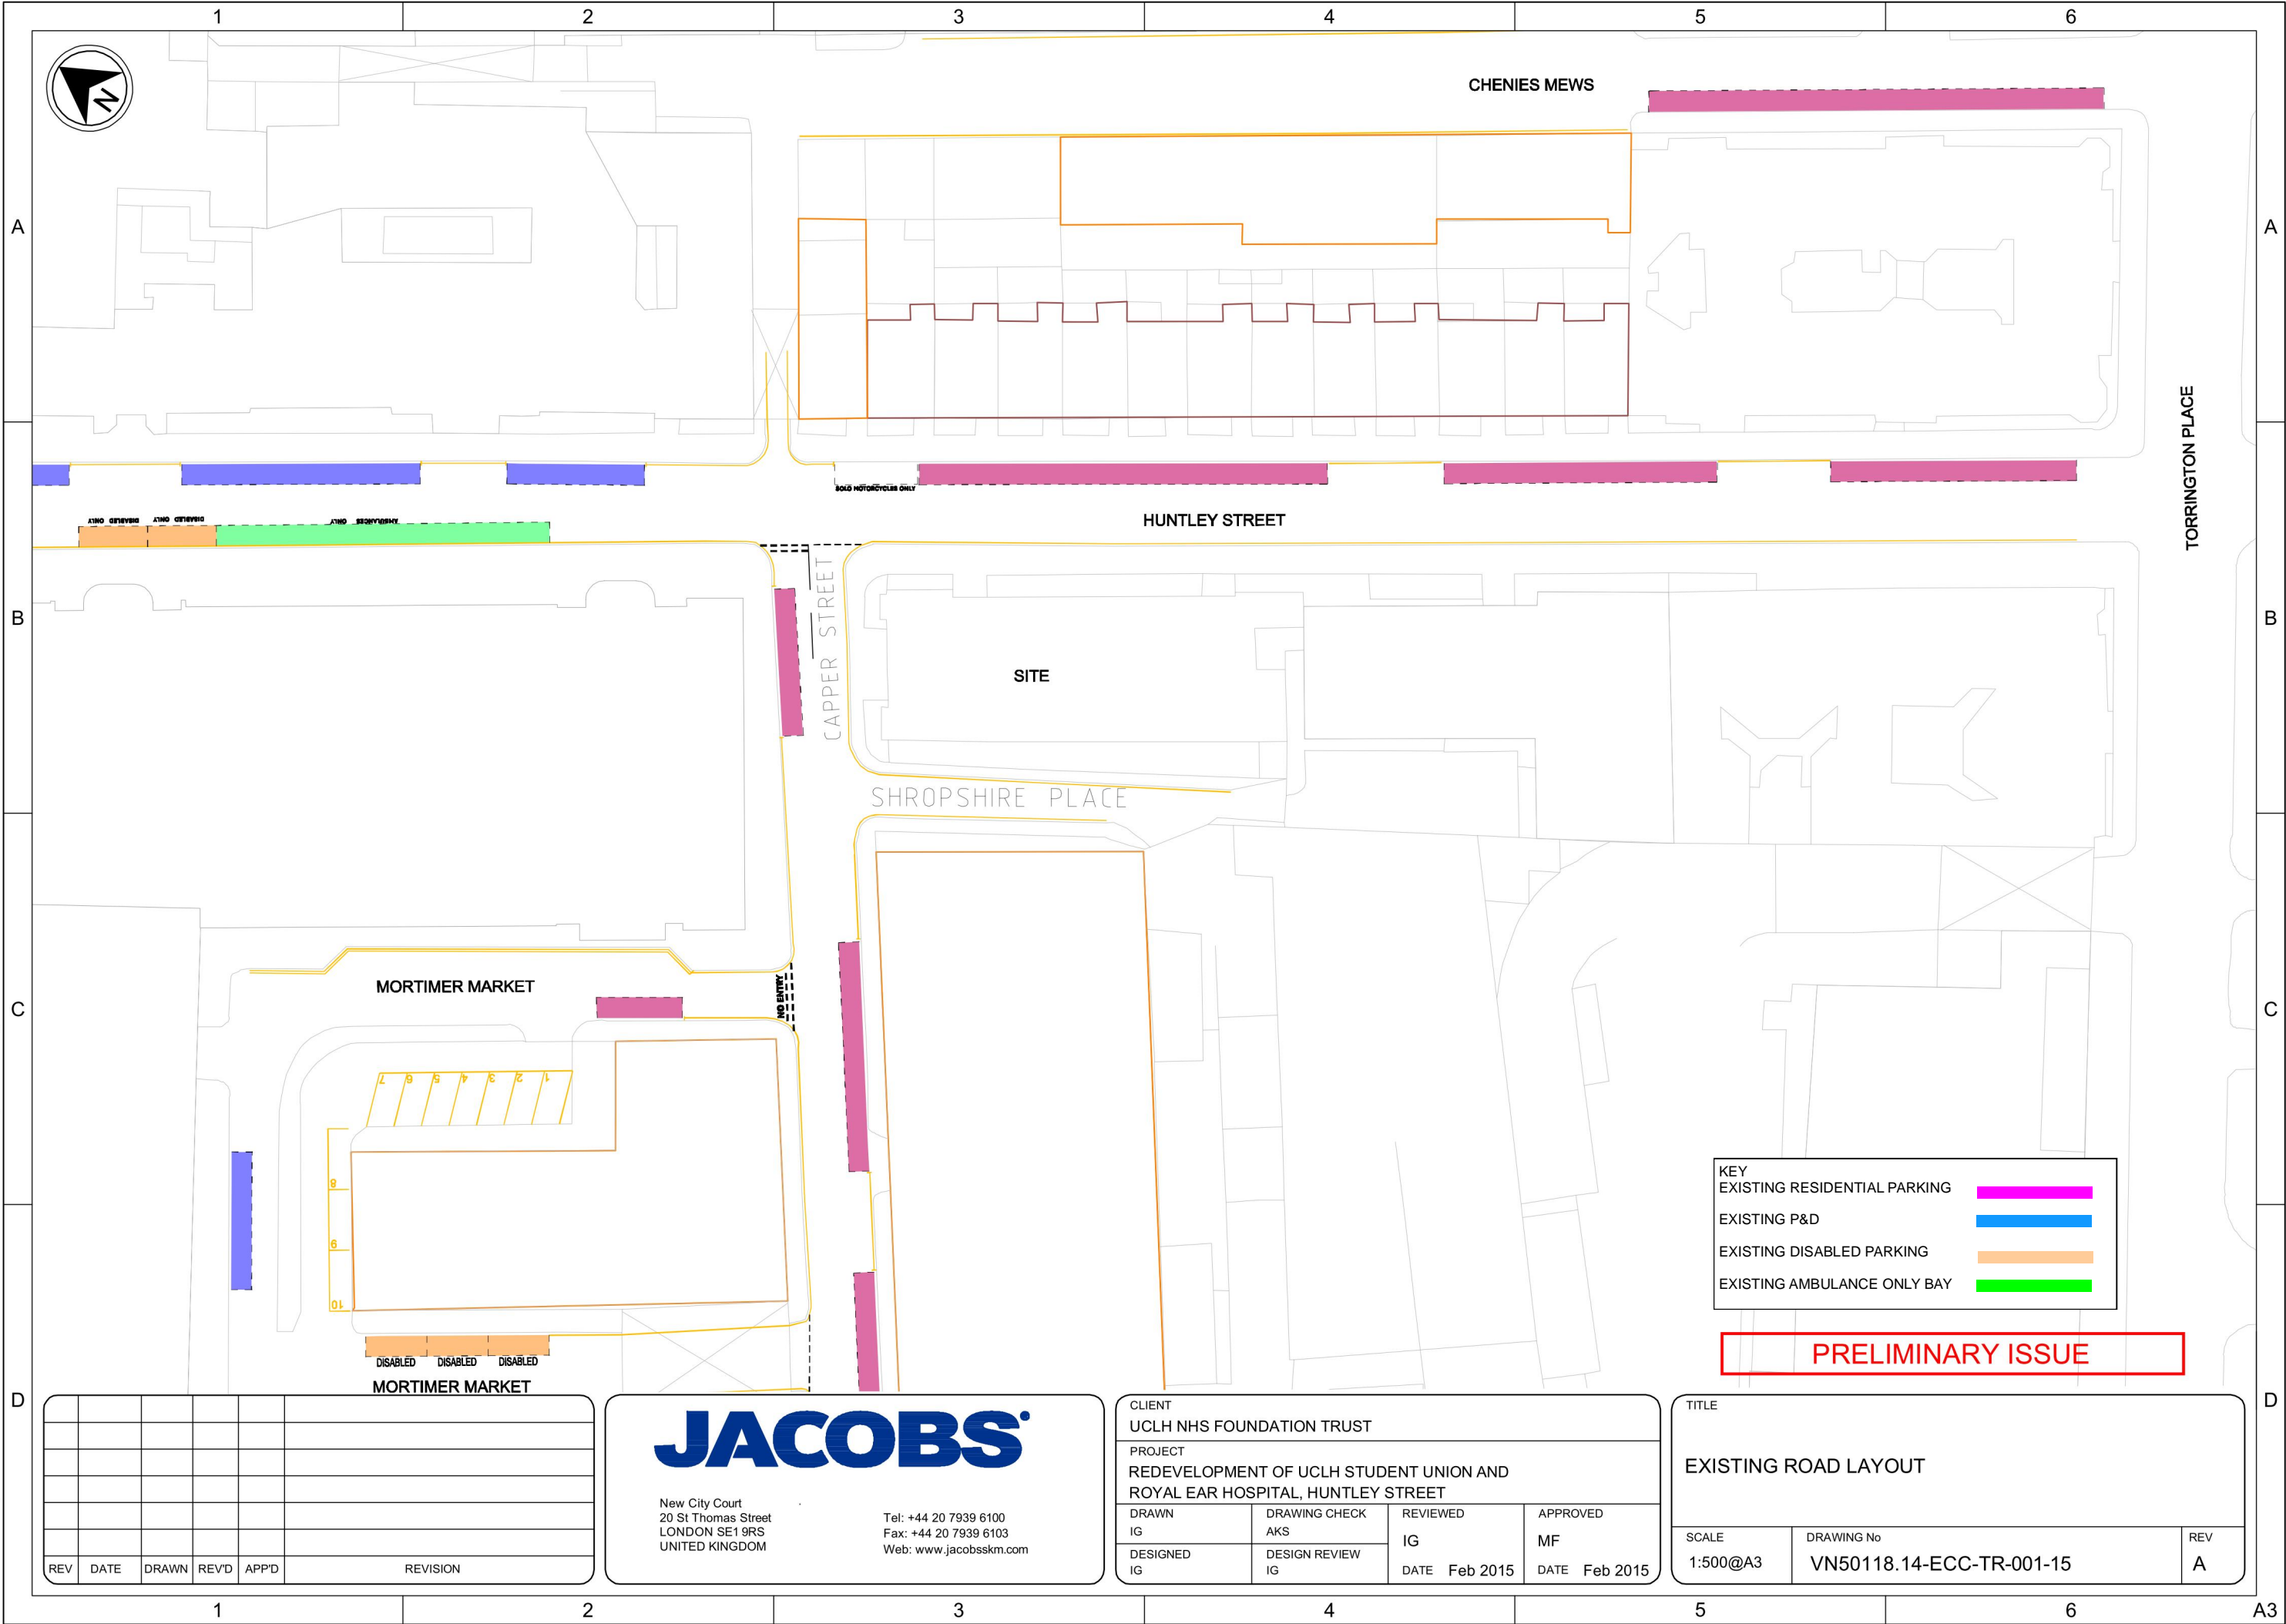 1 2 3 4 5 6
A A
B B
C C
D D
N
CHENIES MEWS
TORRINGTON PLACE
SOLO MOTORCYCLES ONLY
DISABLED ONLY
DISABLED ONLY
AMBULANCES ONLY
HUNTLEY STREET
CAPPER STREET
SITE
SHROPSHIRE PLACE
MORTIMER MARKET
NO ENTRY
7 6 5 4 3 2 1
8
9
10
DISABLED DISABLED DISABLED
MORTIMER MARKET
KEY
EXISTING RESIDENTIAL PARKING
EXISTING P&D
EXISTING DISABLED PARKING
EXISTING AMBULANCE ONLY BAY
PRELIMINARY ISSUE
REV DATE DRAWN REV'D APP'D REVISION
JACOBS
New City Court
20 St Thomas Street
LONDON SE1 9RS
UNITED KINGDOM
Tel: +44 20 7939 6100
Fax: +44 20 7939 6103
Web: www.jacobsskm.com
CLIENT
UCLH NHS FOUNDATION TRUST
PROJECT
REDEVELOPMENT OF UCLH STUDENT UNION AND
ROYAL EAR HOSPITAL, HUNTLEY STREET
DRAWN
IG
DRAWING CHECK
AKS
REVIEWED
IG
DATE Feb 2015
APPROVED
MF
DATE Feb 2015
DESIGNED
IG
DESIGN REVIEW
IG
TITLE
EXISTING ROAD LAYOUT
SCALE
1:500@A3
DRAWING No
VN50118.14-ECC-TR-001-15
REV
A
1 2 3 4 5 6 A3